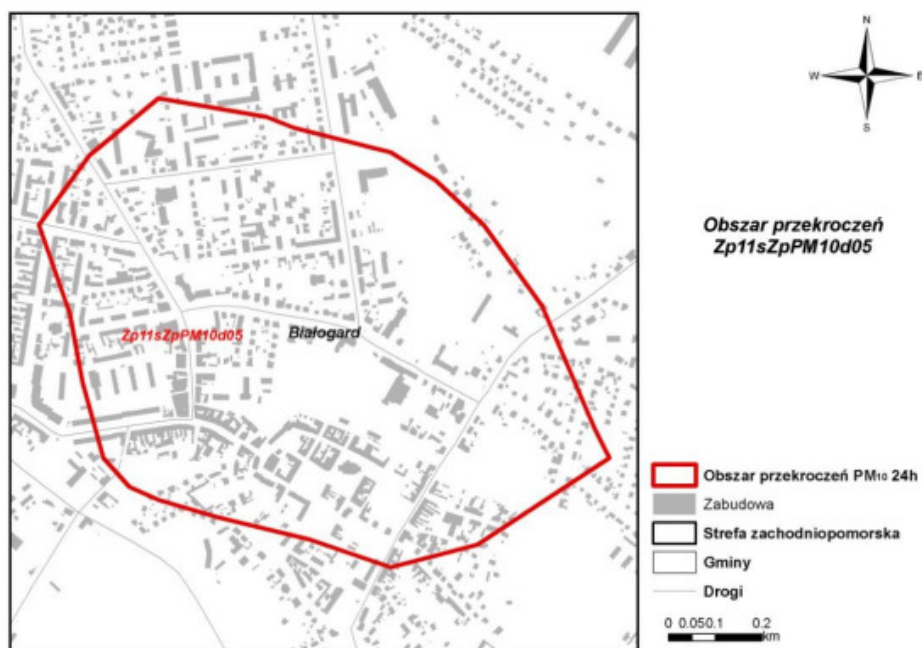 N
W E
S
Obszar przekroczeń
Zp11sZpPM10d05
Zp11sZpPM10d05
Białogard
Obszar przekroczeń PM₁₀ 24h
Zabudowa
Strefa zachodniopomorska
Gminy
Drogi
0 0.050.1 0.2
km